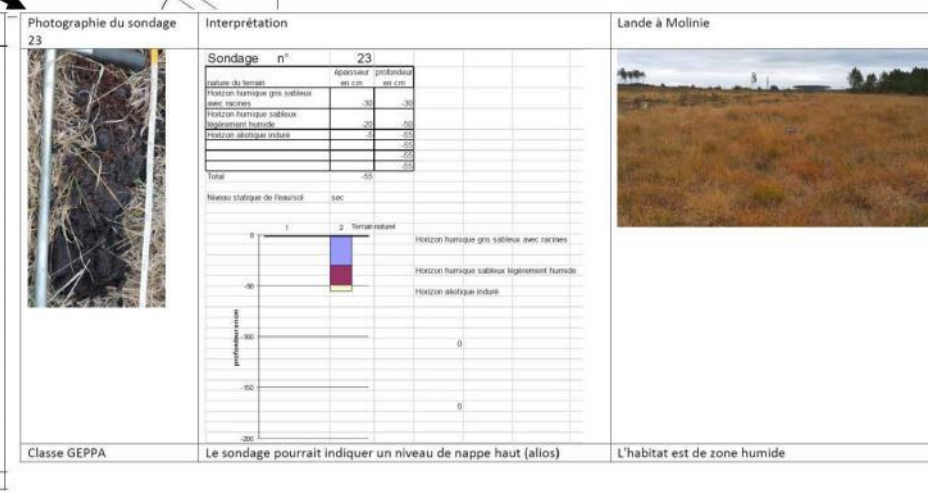 Photographie du sondage
23
Interprétation
Lande à Molinie
Sondage n° 23
épaisseur profondeur
nature du terrain en cm en cm
Horizon humique gris sableux
avec racines -30 -30
Horizon humique sableux
légèrement humide -20 -50
Horizon aliotique induré -5 -55
-55
-55
-55
Total -55
Niveau statique de l'eau/sol sec
1 2 Terrain naturel
0
Horizon humique gris sableux avec racines
Horizon humique sableux légèrement humide
-50
Horizon aliotique induré
profondeur en cm
-100
0
-150
0
-200
Classe GEPPA
Le sondage pourrait indiquer un niveau de nappe haut (alios)
L'habitat est de zone humide